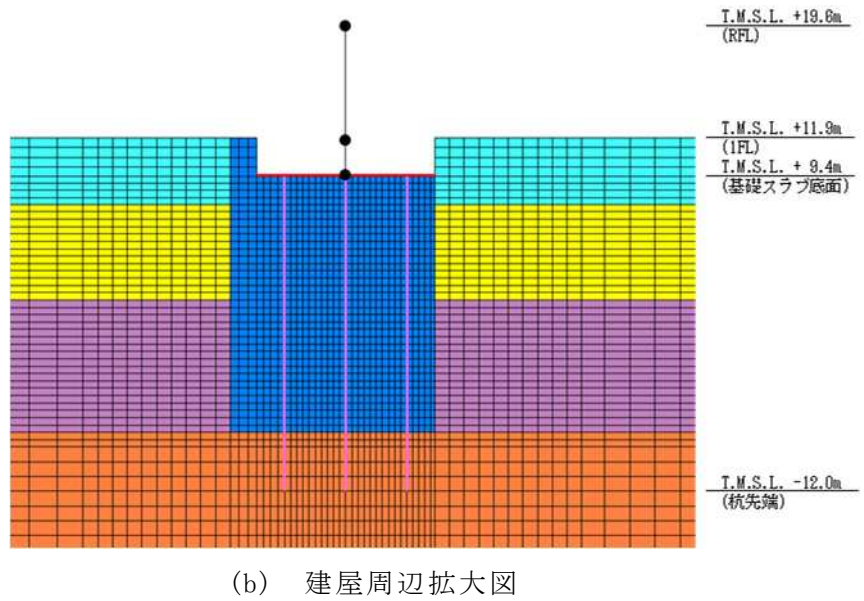 T.M.S.L. +19.6m
(RFL)
T.M.S.L. +11.9m
(1FL)
T.M.S.L. + 9.4m
(基礎スラブ底面)
T.M.S.L. -12.0m
(杭先端)
(b) 建屋周辺拡大図